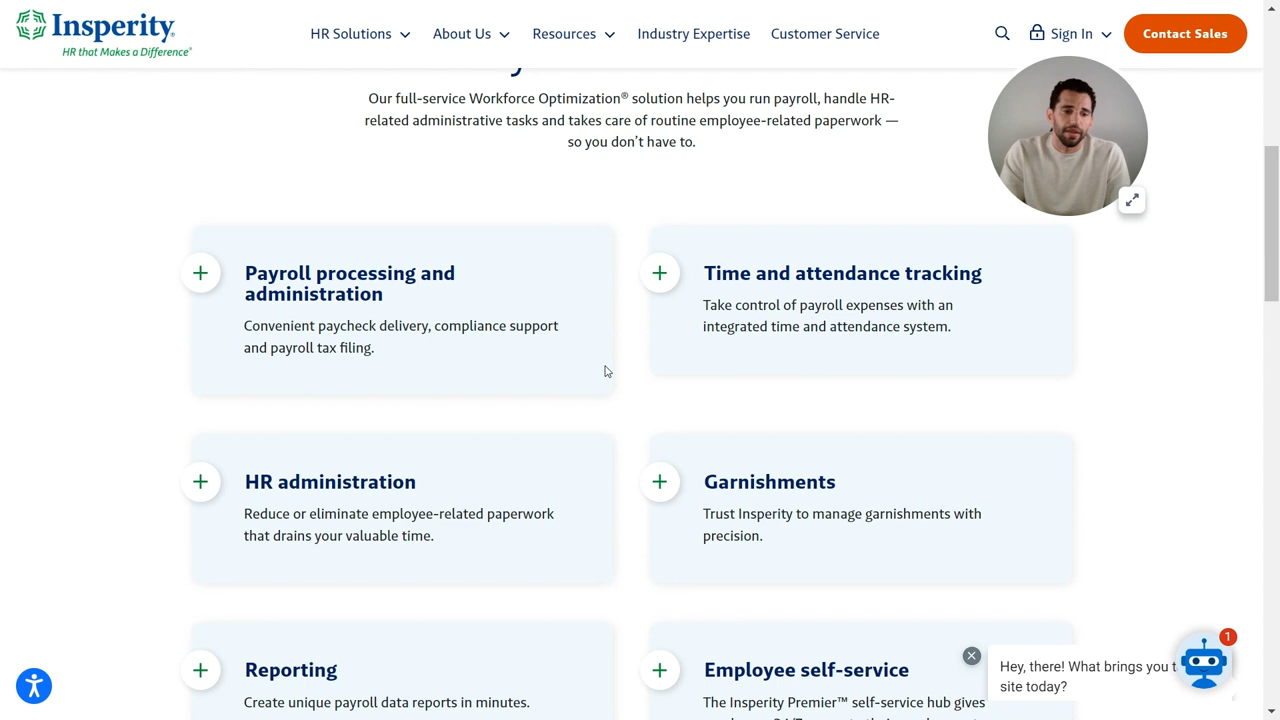 Insperity®
HR that Makes a Difference®
HR Solutions
About Us
Resources
Industry Expertise
Customer Service
Sign In
Contact Sales
Our full-service Workforce Optimization® solution helps you run payroll, handle HR-
related administrative tasks and takes care of routine employee-related paperwork —
so you don’t have to.
Payroll processing and
administration
Convenient paycheck delivery, compliance support
and payroll tax filing.
Time and attendance tracking
Take control of payroll expenses with an
integrated time and attendance system.
HR administration
Reduce or eliminate employee-related paperwork
that drains your valuable time.
Garnishments
Trust Insperity to manage garnishments with
precision.
Reporting
Create unique payroll data reports in minutes.
Employee self-service
The Insperity Premier™ self-service hub gives
Hey, there! What brings you
site today?
1